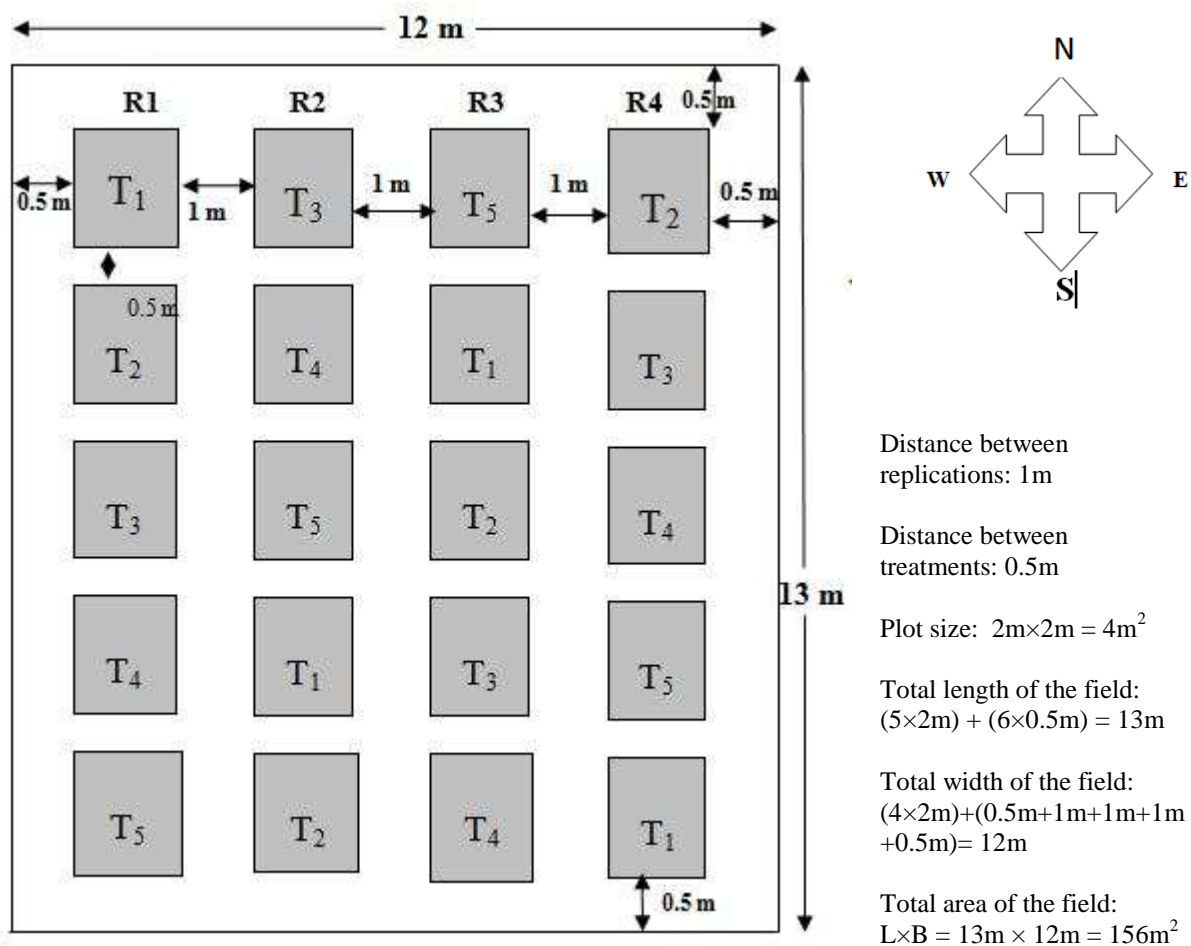 12 m
N
R1 R2 R3 R4 0.5 m
T1 T3 T5 T2
0.5 m 1 m 1 m 1 m 0.5 m
W E
S
0.5 m
T2 T4 T1 T3
T3 T5 T2 T4
13 m
T4 T1 T3 T5
T5 T2 T4 T1
0.5 m
Distance between
replications: 1m
Distance between
treatments: 0.5m
Plot size: 2m×2m = 4m²
Total length of the field:
(5×2m) + (6×0.5m) = 13m
Total width of the field:
(4×2m)+(0.5m+1m+1m+1m
+0.5m)= 12m
Total area of the field:
L×B = 13m × 12m = 156m²